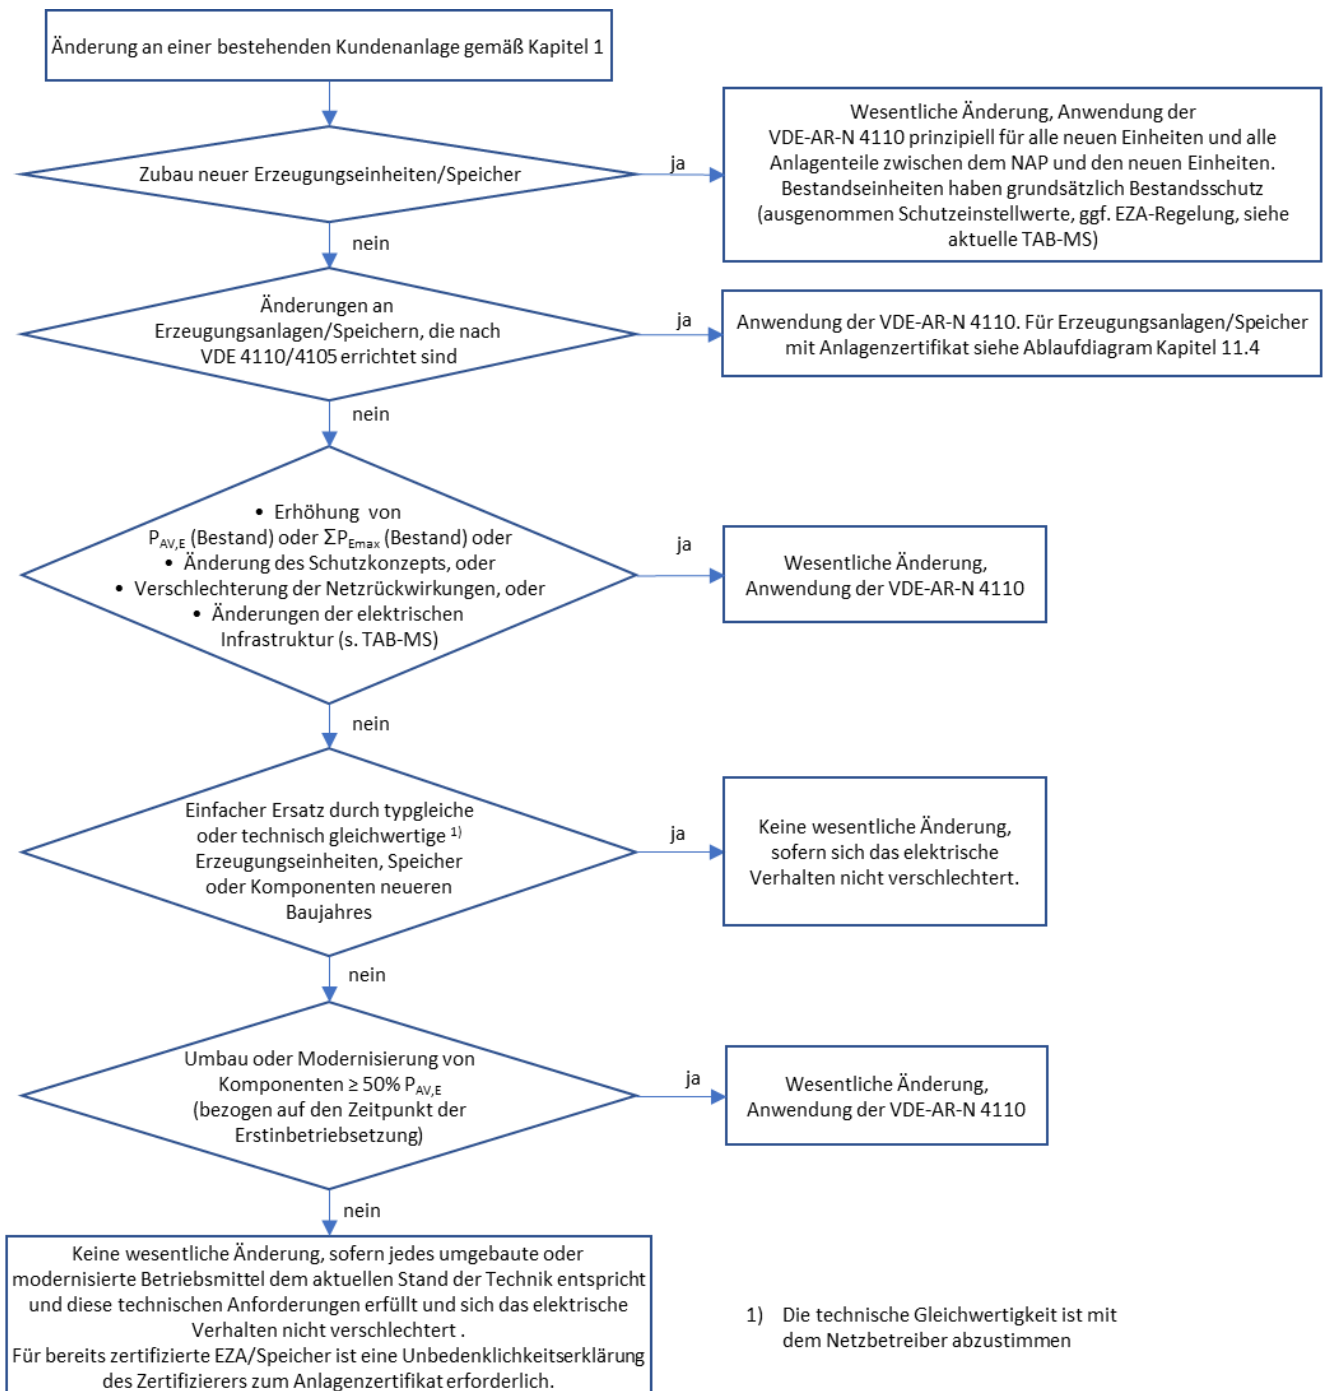 Änderung an einer bestehenden Kundenanlage gemäß Kapitel 1
Zubau neuer Erzeugungseinheiten/Speicher
ja
Wesentliche Änderung, Anwendung der
VDE-AR-N 4110 prinzipiell für alle neuen Einheiten und alle
Anlagenteile zwischen dem NAP und den neuen Einheiten.
Bestandseinheiten haben grundsätzlich Bestandsschutz
(ausgenommen Schutzeinstellwerte, ggf. EZA-Regelung, siehe
aktuelle TAB-MS)
nein
Änderungen an
Erzeugungsanlagen/Speichern, die nach
VDE 4110/4105 errichtet sind
ja
Anwendung der VDE-AR-N 4110. Für Erzeugungsanlagen/Speicher
mit Anlagenzertifikat siehe Ablaufdiagram Kapitel 11.4
nein
• Erhöhung von
P_AV,E (Bestand) oder ΣP_Emax (Bestand) oder
• Änderung des Schutzkonzepts, oder
• Verschlechterung der Netzrückwirkungen, oder
• Änderungen der elektrischen
Infrastruktur (s. TAB-MS)
ja
Wesentliche Änderung,
Anwendung der VDE-AR-N 4110
nein
Einfacher Ersatz durch typgleiche
oder technisch gleichwertige 1)
Erzeugungseinheiten, Speicher
oder Komponenten neueren
Baujahres
ja
Keine wesentliche Änderung,
sofern sich das elektrische
Verhalten nicht verschlechtert.
nein
Umbau oder Modernisierung von
Komponenten ≥ 50% P_AV,E
(bezogen auf den Zeitpunkt der
Erstinbetriebsetzung)
ja
Wesentliche Änderung,
Anwendung der VDE-AR-N 4110
nein
Keine wesentliche Änderung, sofern jedes umgebaute oder
modernisierte Betriebsmittel dem aktuellen Stand der Technik entspricht
und diese technischen Anforderungen erfüllt und sich das elektrische
Verhalten nicht verschlechtert .
Für bereits zertifizierte EZA/Speicher ist eine Unbedenklichkeitserklärung
des Zertifizierers zum Anlagenzertifikat erforderlich.
1) Die technische Gleichwertigkeit ist mit
dem Netzbetreiber abzustimmen